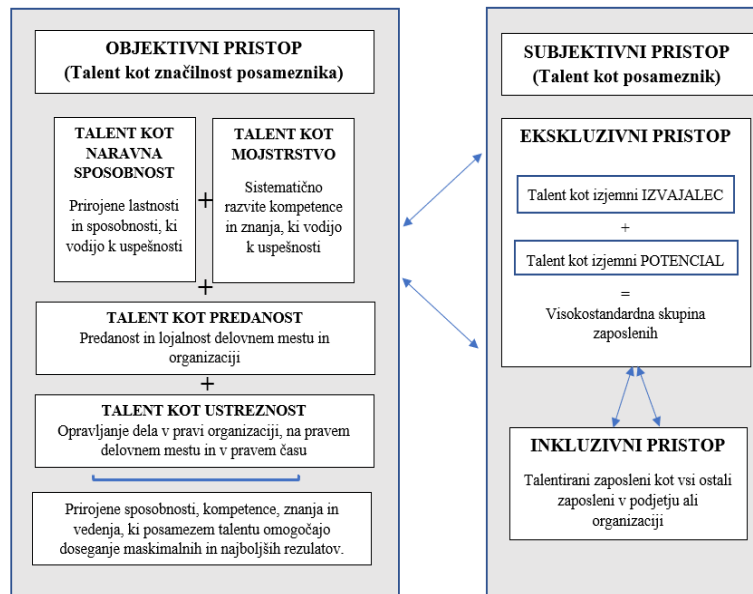 OBJEKTIVNI PRISTOP
(Talent kot značilnost posameznika)
TALENT KOT
NARAVNA
SPOSOBNOST
Prirojene lastnosti
in sposobnosti, ki
vodijo k uspešnosti
+
TALENT KOT
MOJSTRSTVO
Sistematično
razvite kompetence
in znanja, ki vodijo
k uspešnosti
+
TALENT KOT PREDANOST
Predanost in lojalnost delovnem mestu in
organizaciji
+
TALENT KOT USTREZNOST
Opravljanje dela v pravi organizaciji, na pravem
delovnem mestu in v pravem času
Prirojene sposobnosti, kompetence, znanja in
vedenja, ki posamezem talentu omogočajo
doseganje maskimalnih in najboljših rezulatov.
SUBJEKTIVNI PRISTOP
(Talent kot posameznik)
EKSKLUZIVNI PRISTOP
Talent kot izjemni IZVAJALEC
+
Talent kot izjemni POTENCIAL
=
Visokostandardna skupina
zaposlenih
INKLUZIVNI PRISTOP
Talentirani zaposleni kot vsi ostali
zaposleni v podjetju ali
organizaciji